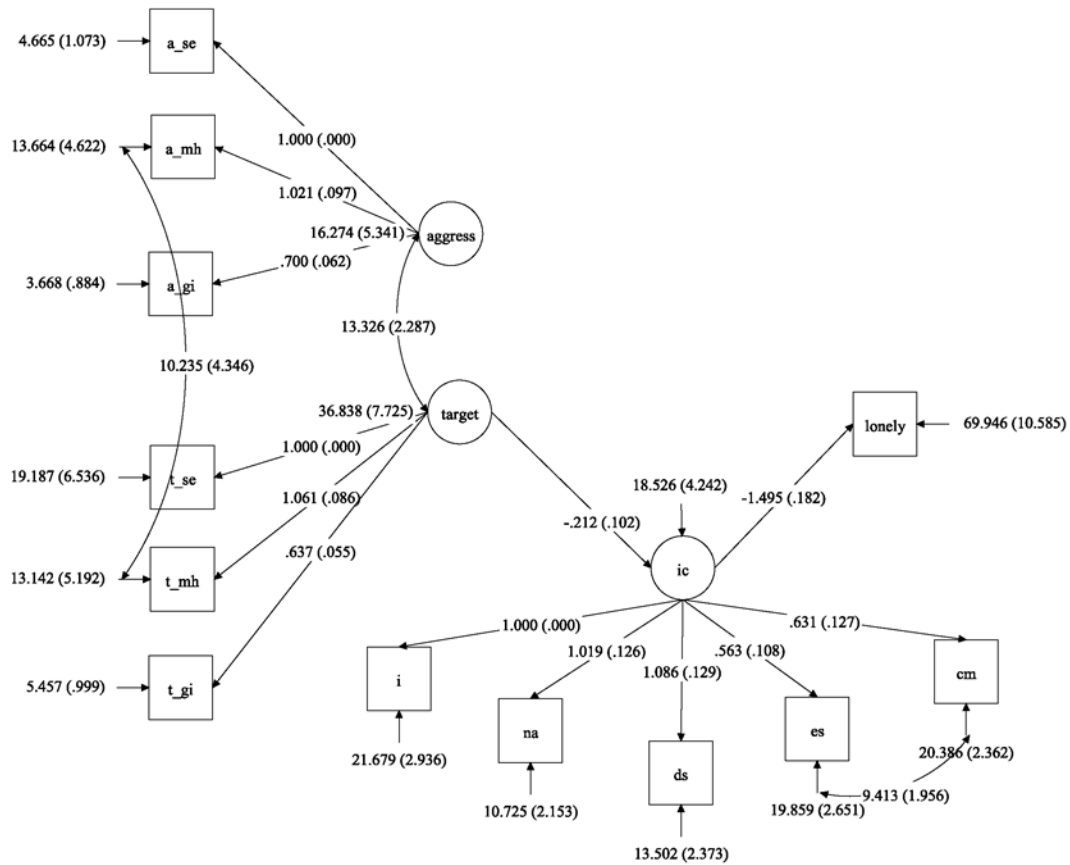 4.665 (1.073)
a_se
1.000 (.000)
13.664 (4.622)
a_mh
1.021 (.097)
16.274 (5.341)
aggress
.700 (.062)
3.668 (.884)
a_gi
13.326 (2.287)
10.235 (4.346)
36.838 (7.725)
target
lonely
69.946 (10.585)
1.000 (.000)
19.187 (6.536)
t_se
18.526 (4.242)
1.061 (.086)
-1.495 (.182)
-.212 (.102)
.637 (.055)
ic
13.142 (5.192)
t_mh
1.000 (.000)
.631 (.127)
1.019 (.126)
.563 (.108)
1.086 (.129)
5.457 (.999)
t_gi
i
cm
na
es
ds
21.679 (2.936)
20.386 (2.362)
9.413 (1.956)
10.725 (2.153)
19.859 (2.651)
13.502 (2.373)